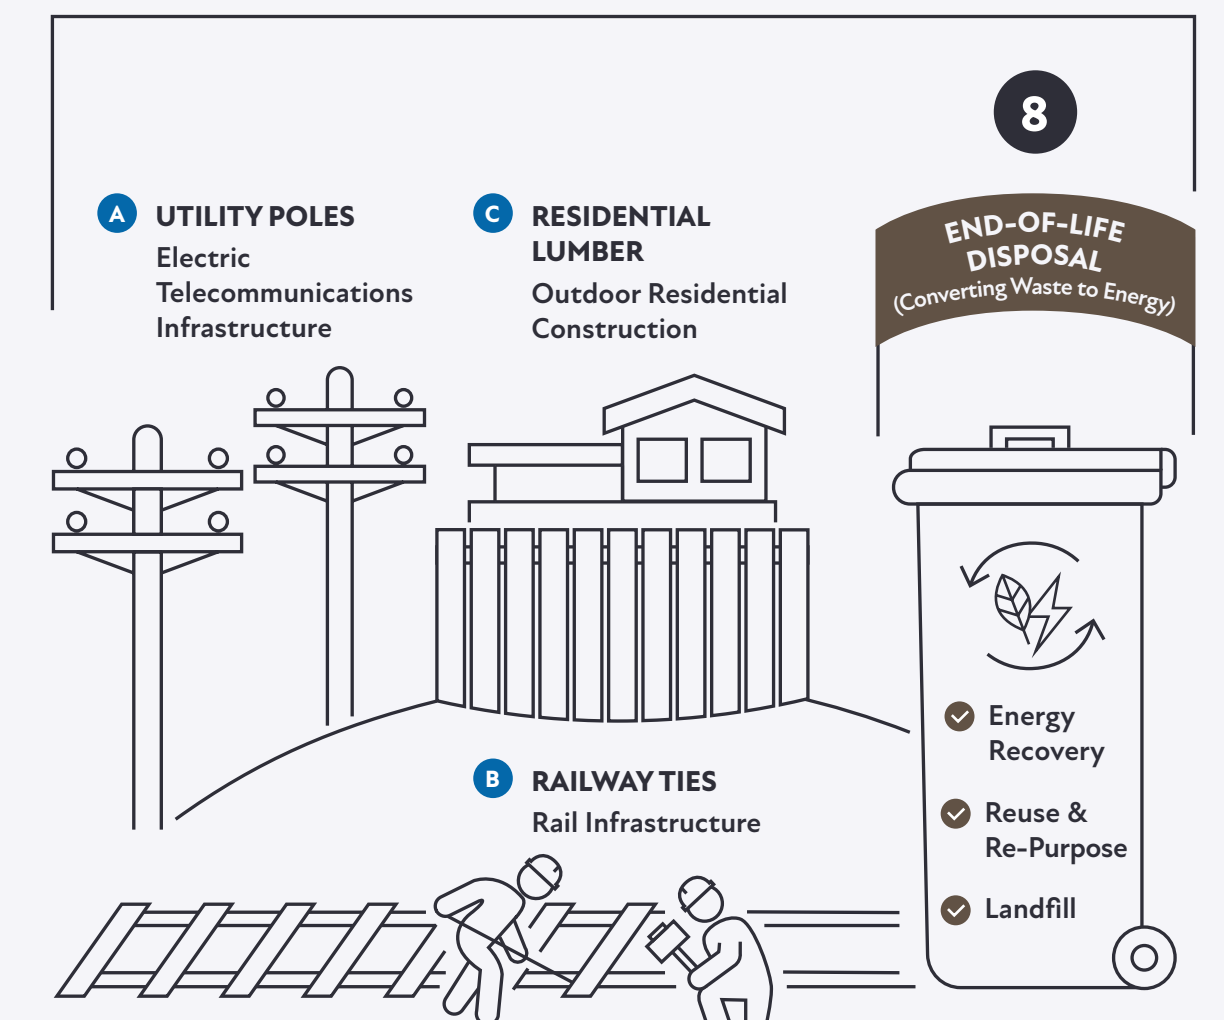 8
A UTILITY POLES
Electric
Telecommunications
Infrastructure
C RESIDENTIAL
LUMBER
Outdoor Residential
Construction
END-OF-LIFE
DISPOSAL
(Converting Waste to Energy)
B RAILWAY TIES
Rail Infrastructure
Energy
Recovery
Reuse &
Re-Purpose
Landfill